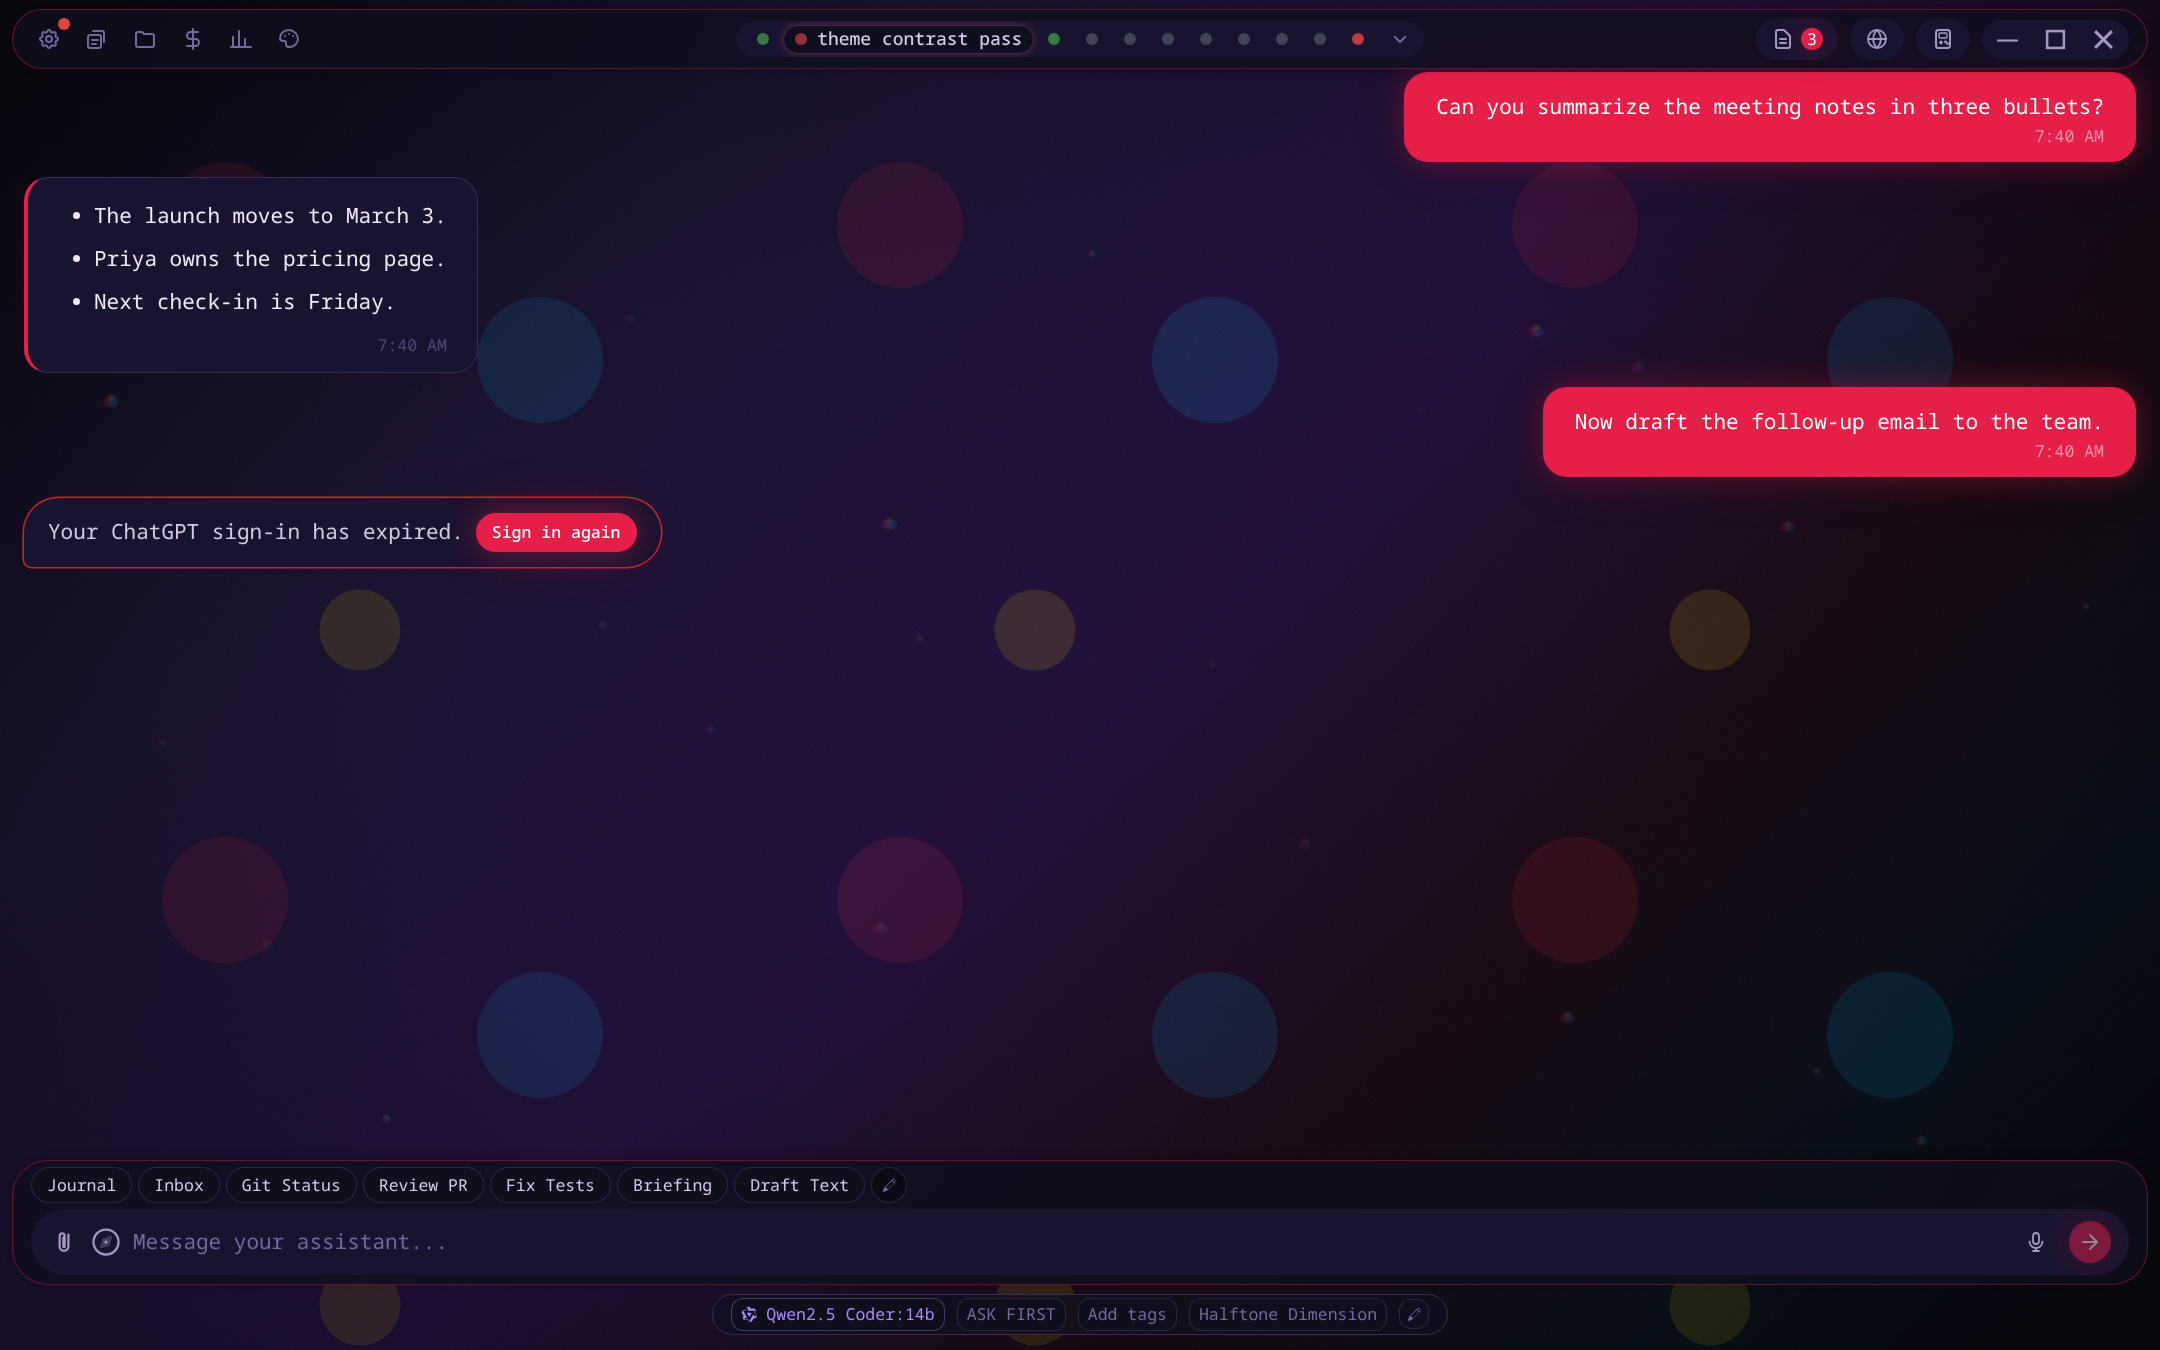 theme contrast pass
3
Can you summarize the meeting notes in three bullets?
7:40 AM
• The launch moves to March 3.
• Priya owns the pricing page.
• Next check-in is Friday.
7:40 AM
Now draft the follow-up email to the team.
7:40 AM
Your ChatGPT sign-in has expired. Sign in again
Journal Inbox Git Status Review PR Fix Tests Briefing Draft Text
Message your assistant...
Qwen2.5 Coder:14b ASK FIRST Add tags Halftone Dimension